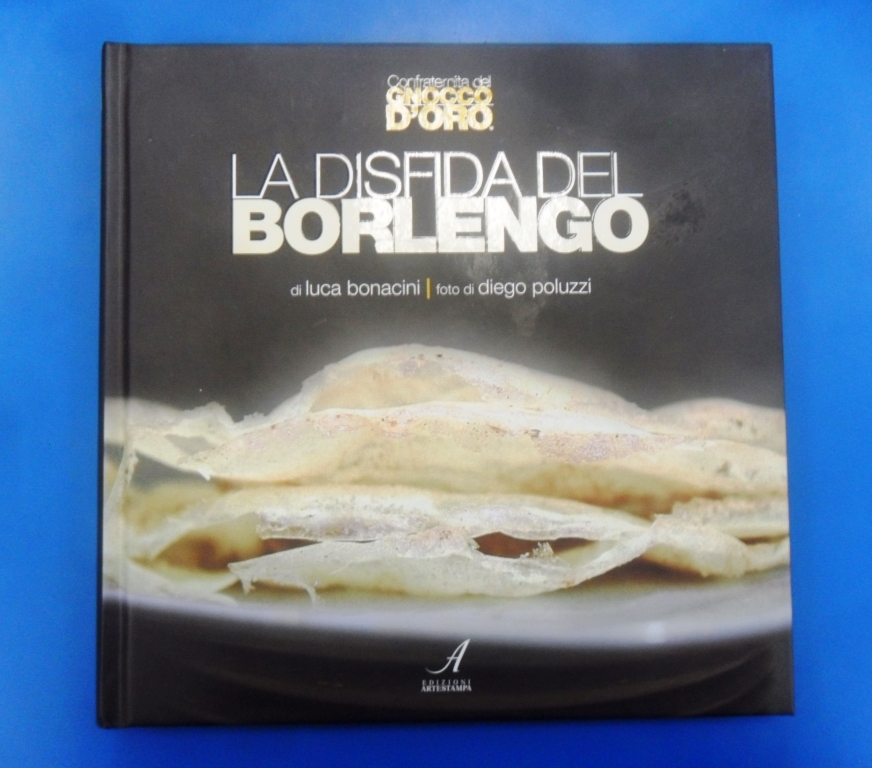 Confraternita del
GNOCCO
D'ORO
LA DISFIDA DEL
BORLENGO
di luca bonacini | foto di diego poluzzi
A
EDIZIONI
ARTESTAMPA